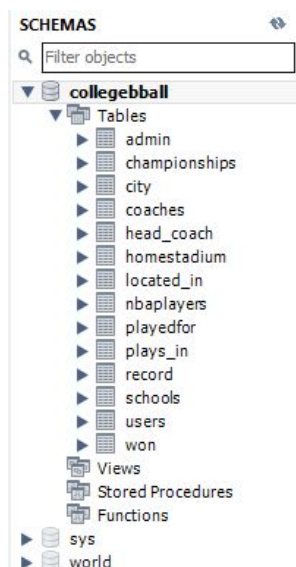 SCHEMAS
Filter objects
collegebball
Tables
admin
championships
city
coaches
head_coach
homestadium
located_in
nbaplayers
playedfor
plays_in
record
schools
users
won
Views
Stored Procedures
Functions
sys
world